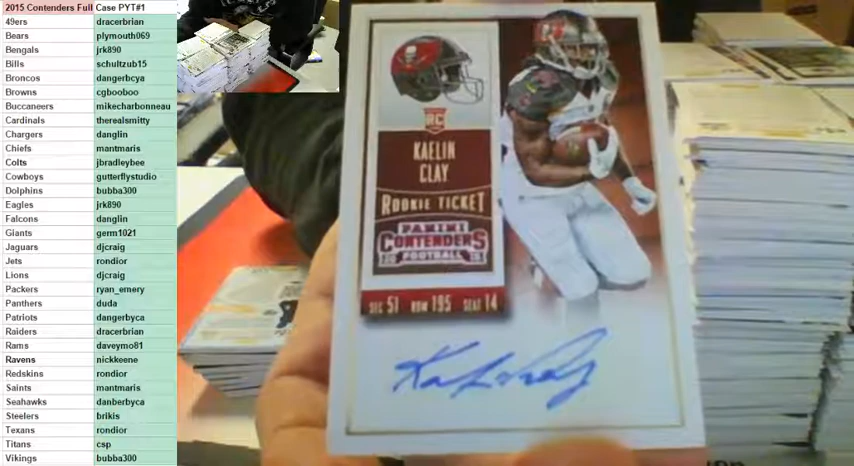 2015 Contenders Full Case PYT#1
49ers dracerbrian
Bears plymouth069
Bengals jrk890
Bills schultzub15
Broncos dangerbcya
Browns cgbooboo
Buccaneers mikecharbonneau
Cardinals therealsmitty
Chargers danglin
Chiefs mantmaris
Colts jbradleybee
Cowboys gutterflystudio
Dolphins bubba300
Eagles jrk890
Falcons danglin
Giants germ1021
Jaguars djcraig
Jets rondior
Lions djcraig
Packers ryan_emery
Panthers duda
Patriots dangerbyca
Raiders dracerbrian
Rams daveymo81
Ravens nickkeene
Redskins rondior
Saints mantmaris
Seahawks danberbyca
Steelers brikis
Texans rondior
Titans csp
Vikings bubba300
RC
KAELIN
CLAY
ROOKIE TICKET
PANINI
CONTENDERS
FOOTBALL
SEC 51 ROW 195 SEAT 14